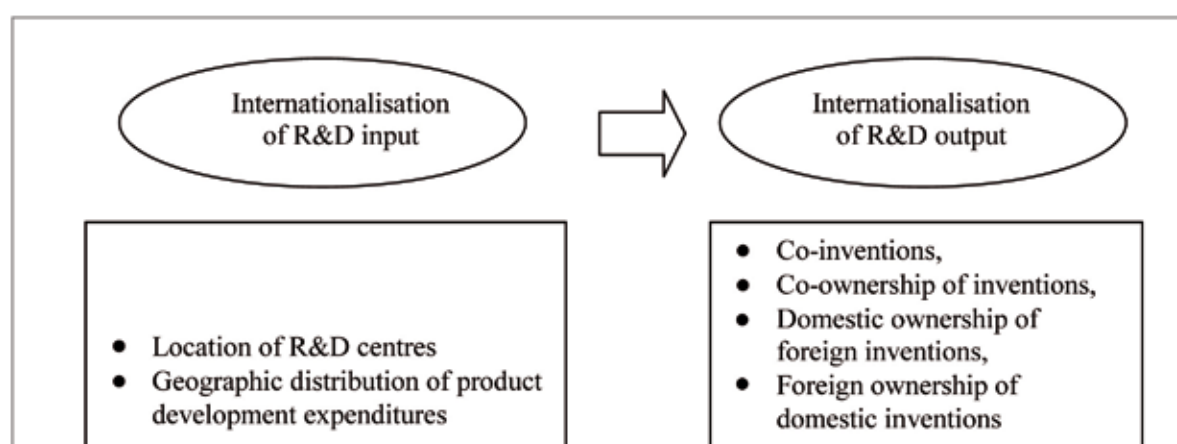 Internationalisation
of R&D input
Internationalisation
of R&D output
● Location of R&D centres
● Geographic distribution of product
development expenditures
● Co-inventions,
● Co-ownership of inventions,
● Domestic ownership of
foreign inventions,
● Foreign ownership of
domestic inventions